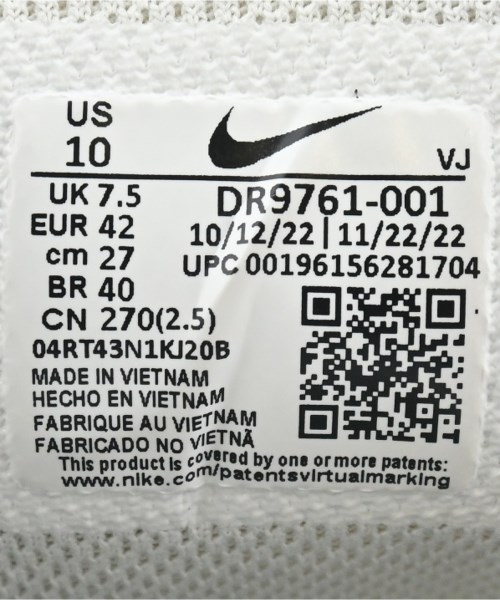 US
10
VJ
UK 7.5
EUR 42
cm 27
BR 40
CN 270(2.5)
DR9761-001
10/12/22 | 11/22/22
UPC 00196156281704
04RT43N1KJ20B
MADE IN VIETNAM
HECHO EN VIETNAM
FABRIQUE AU VIETNAM
FABRICADO NO VIETNÃ
This product is covered by one or more patents:
www.nike.com/patentsvirtualmarking